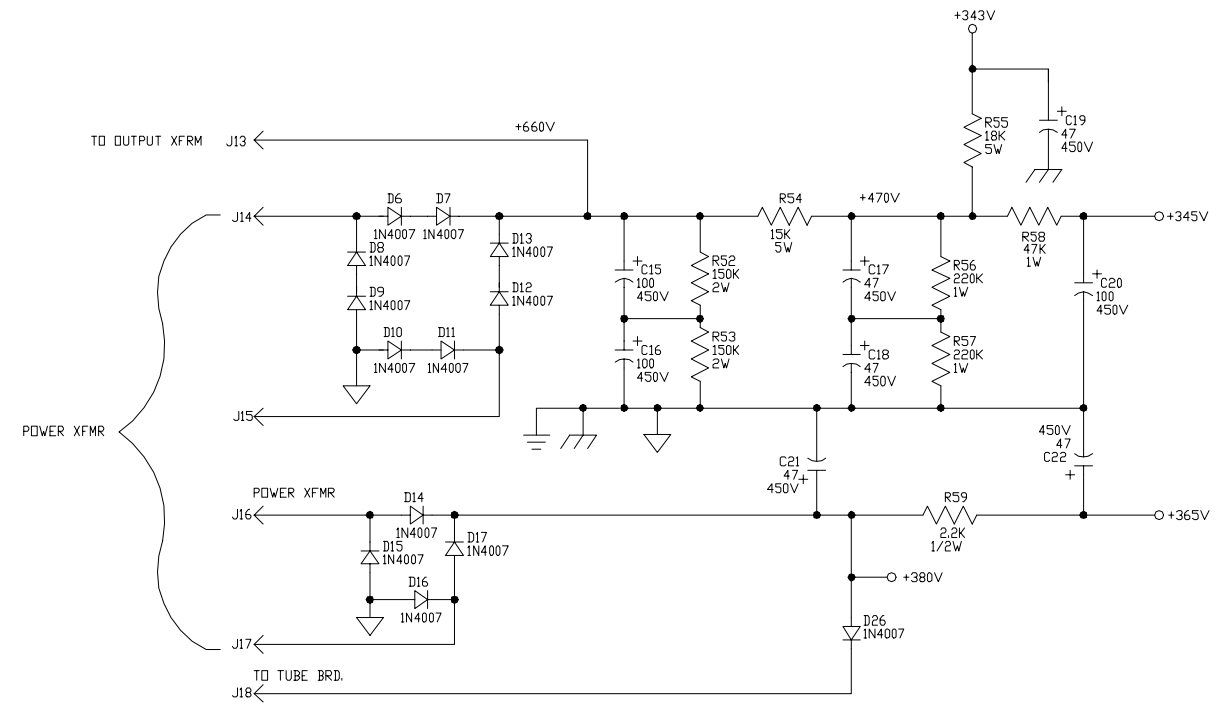 +343V
R55
18K
5W
+
C19
47
450V
TO OUTPUT XFRM
J13
+660V
J14
D6
1N4007
D7
1N4007
D8
1N4007
D9
1N4007
D10
1N4007
D11
1N4007
D13
1N4007
D12
1N4007
J15
POWER XFMR
+
C15
100
450V
R52
150K
2W
+
C16
100
450V
R53
150K
2W
R54
15K
5W
+470V
+
C17
47
450V
R56
220K
1W
+
C18
47
450V
R57
220K
1W
R58
47K
1W
+345V
+
C20
100
450V
C21
47
450V
+
450V
47
C22
+
POWER XFMR
J16
D14
1N4007
D15
1N4007
D17
1N4007
D16
1N4007
J17
R59
2.2K
1/2W
+365V
+380V
D26
1N4007
TO TUBE BRD.
J18